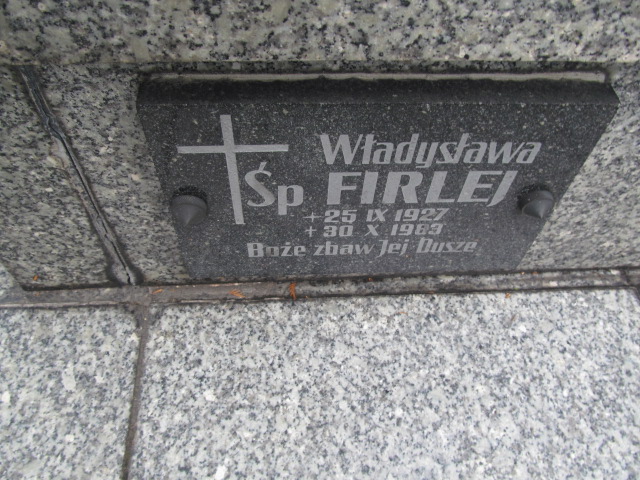 Władysława
Śp FIRLEJ
+25 IX 1927
+30 X 1983
Boże zbaw Jej Duszę